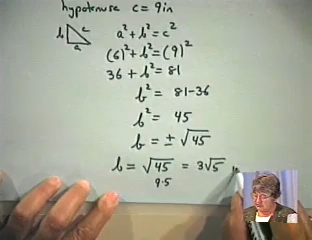 hypotenuse c = 9in
b c a
a² + b² = c²
(6)² + b² = (9)²
36 + b² = 81
b² = 81-36
b² = 45
b = ± √45
b = √45 = 3√5
9·5